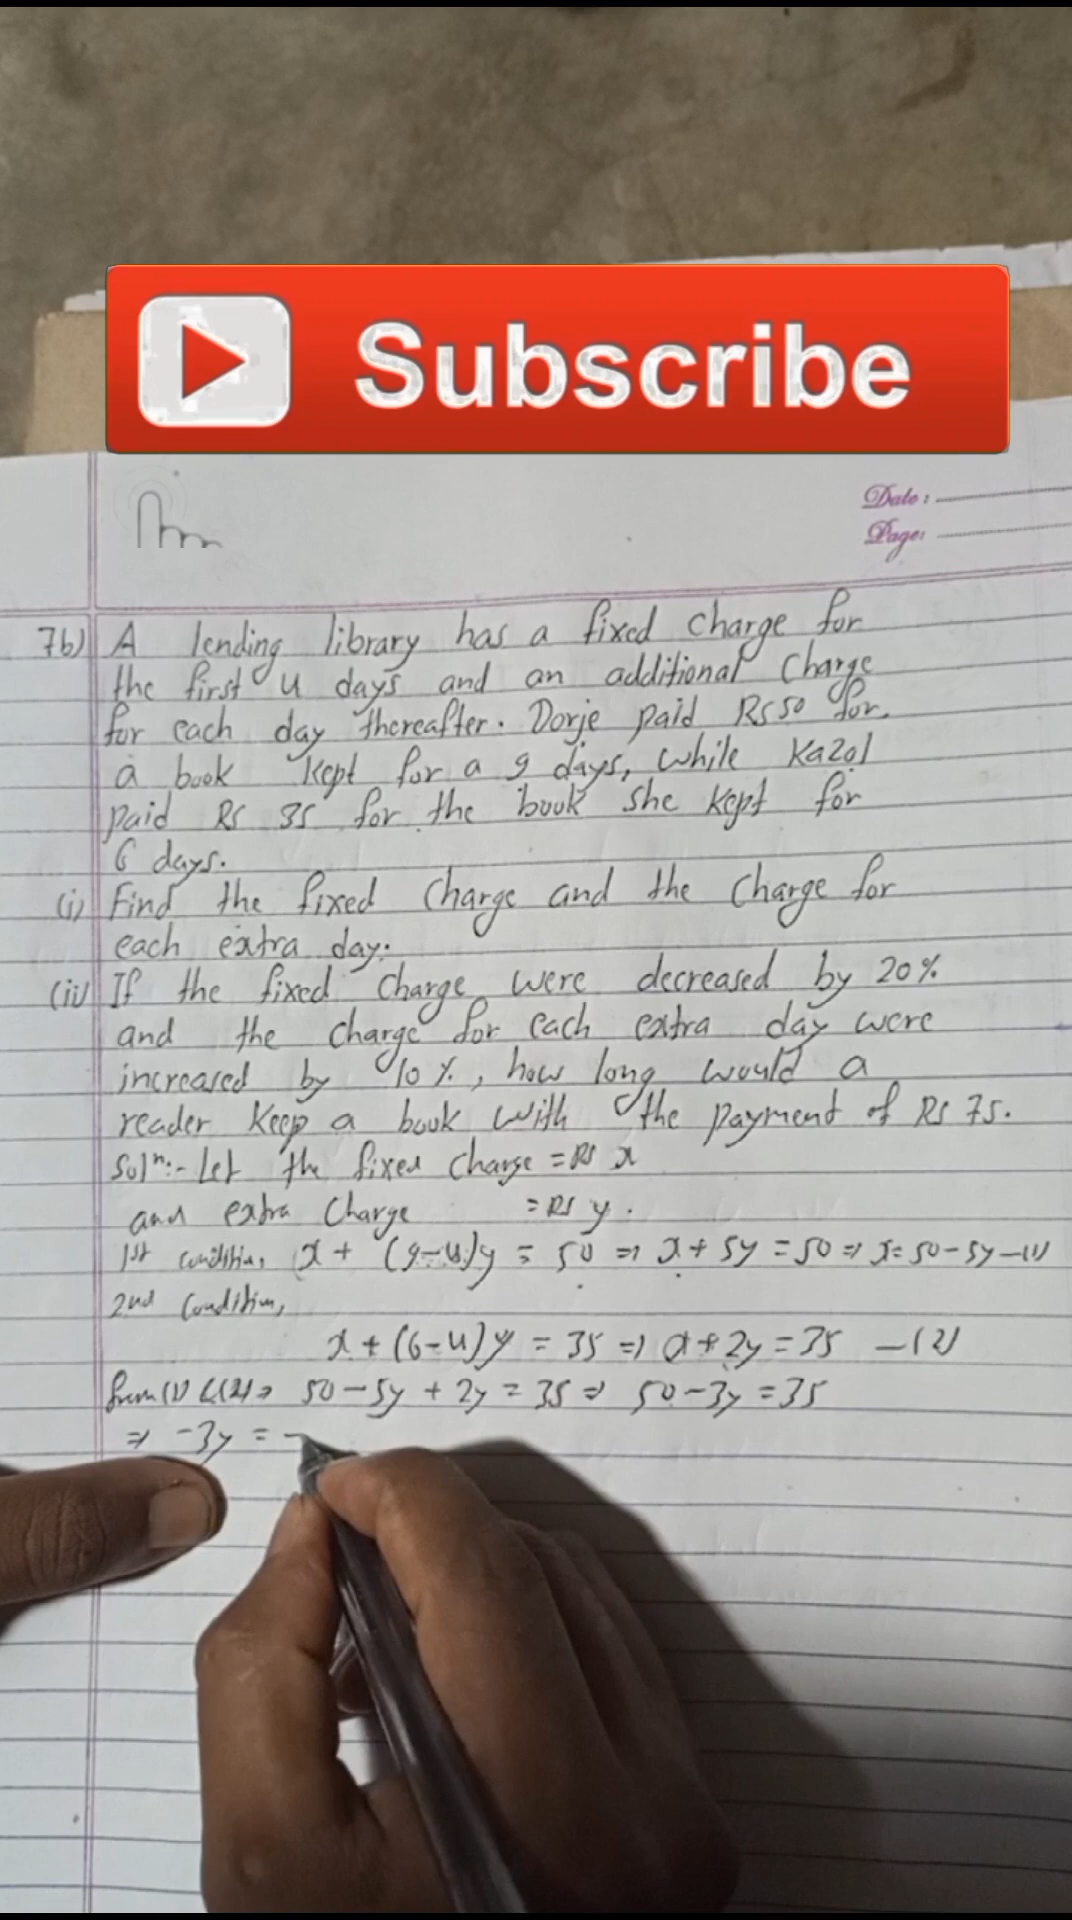 Subscribe
Date:
Page:
7b) A lending library has a fixed charge for
the first 4 days and an additional charge
for each day thereafter. Dorje paid RS 50 for
a book kept for a 9 days, while Kazol
paid RS 35 for the book she kept for
6 days.
(i) Find the fixed charge and the charge for
each extra day.
(ii) If the fixed charge were decreased by 20%
and the charge for each extra day were
increased by 10%, how long would a
reader keep a book with the payment of RS 75.
Solⁿ:- Let the fixed charge = RS x
and extra charge = RS y.
1st condition, x + (9-4)y = 50 ⇒ x + 5y = 50 ⇒ x = 50 - 5y —(1)
2nd Condition,
x + (6-4)y = 35 ⇒ x + 2y = 35 —(2)
from (1) & (2) ⇒ 50 - 5y + 2y = 35 ⇒ 50 - 3y = 35
⇒ -3y = -